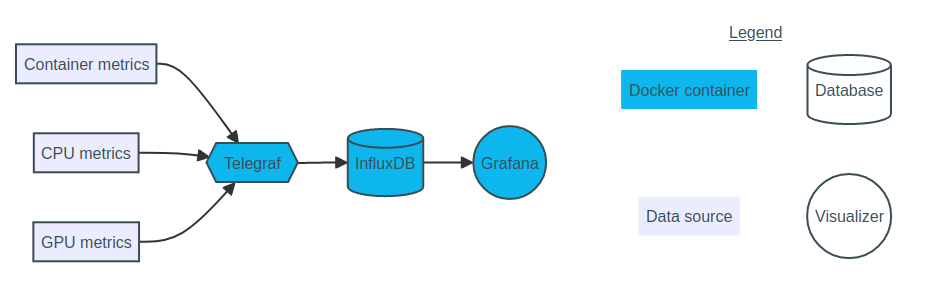 Legend
Container metrics
Docker container
Database
CPU metrics
Telegraf
InfluxDB
Grafana
GPU metrics
Data source
Visualizer